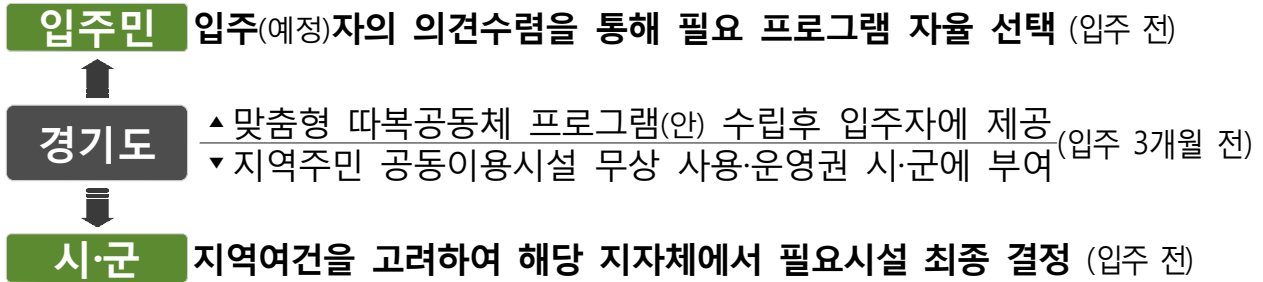 입주민 입주(예정)자의 의견수렴을 통해 필요 프로그램 자율 선택 (입주 전)
▲맞춤형 따복공동체 프로그램(안) 수립후 입주자에 제공
경기도 (입주 3개월 전)
▼지역주민 공동이용시설 무상 사용·운영권 시·군에 부여
시·군 지역여건을 고려하여 해당 지자체에서 필요시설 최종 결정 (입주 전)